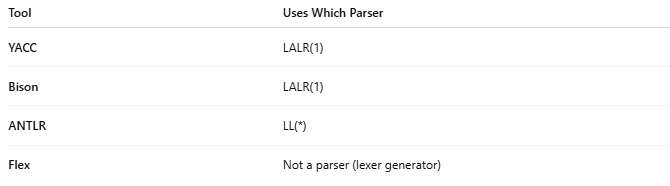 Tool Uses Which Parser
YACC LALR(1)
Bison LALR(1)
ANTLR LL(*)
Flex Not a parser (lexer generator)